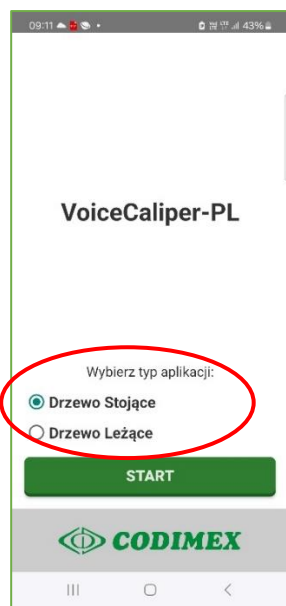 09:11 43%
VoiceCaliper-PL
Wybierz typ aplikacji:
Drzewo Stojące
Drzewo Leżące
START
CODIMEX